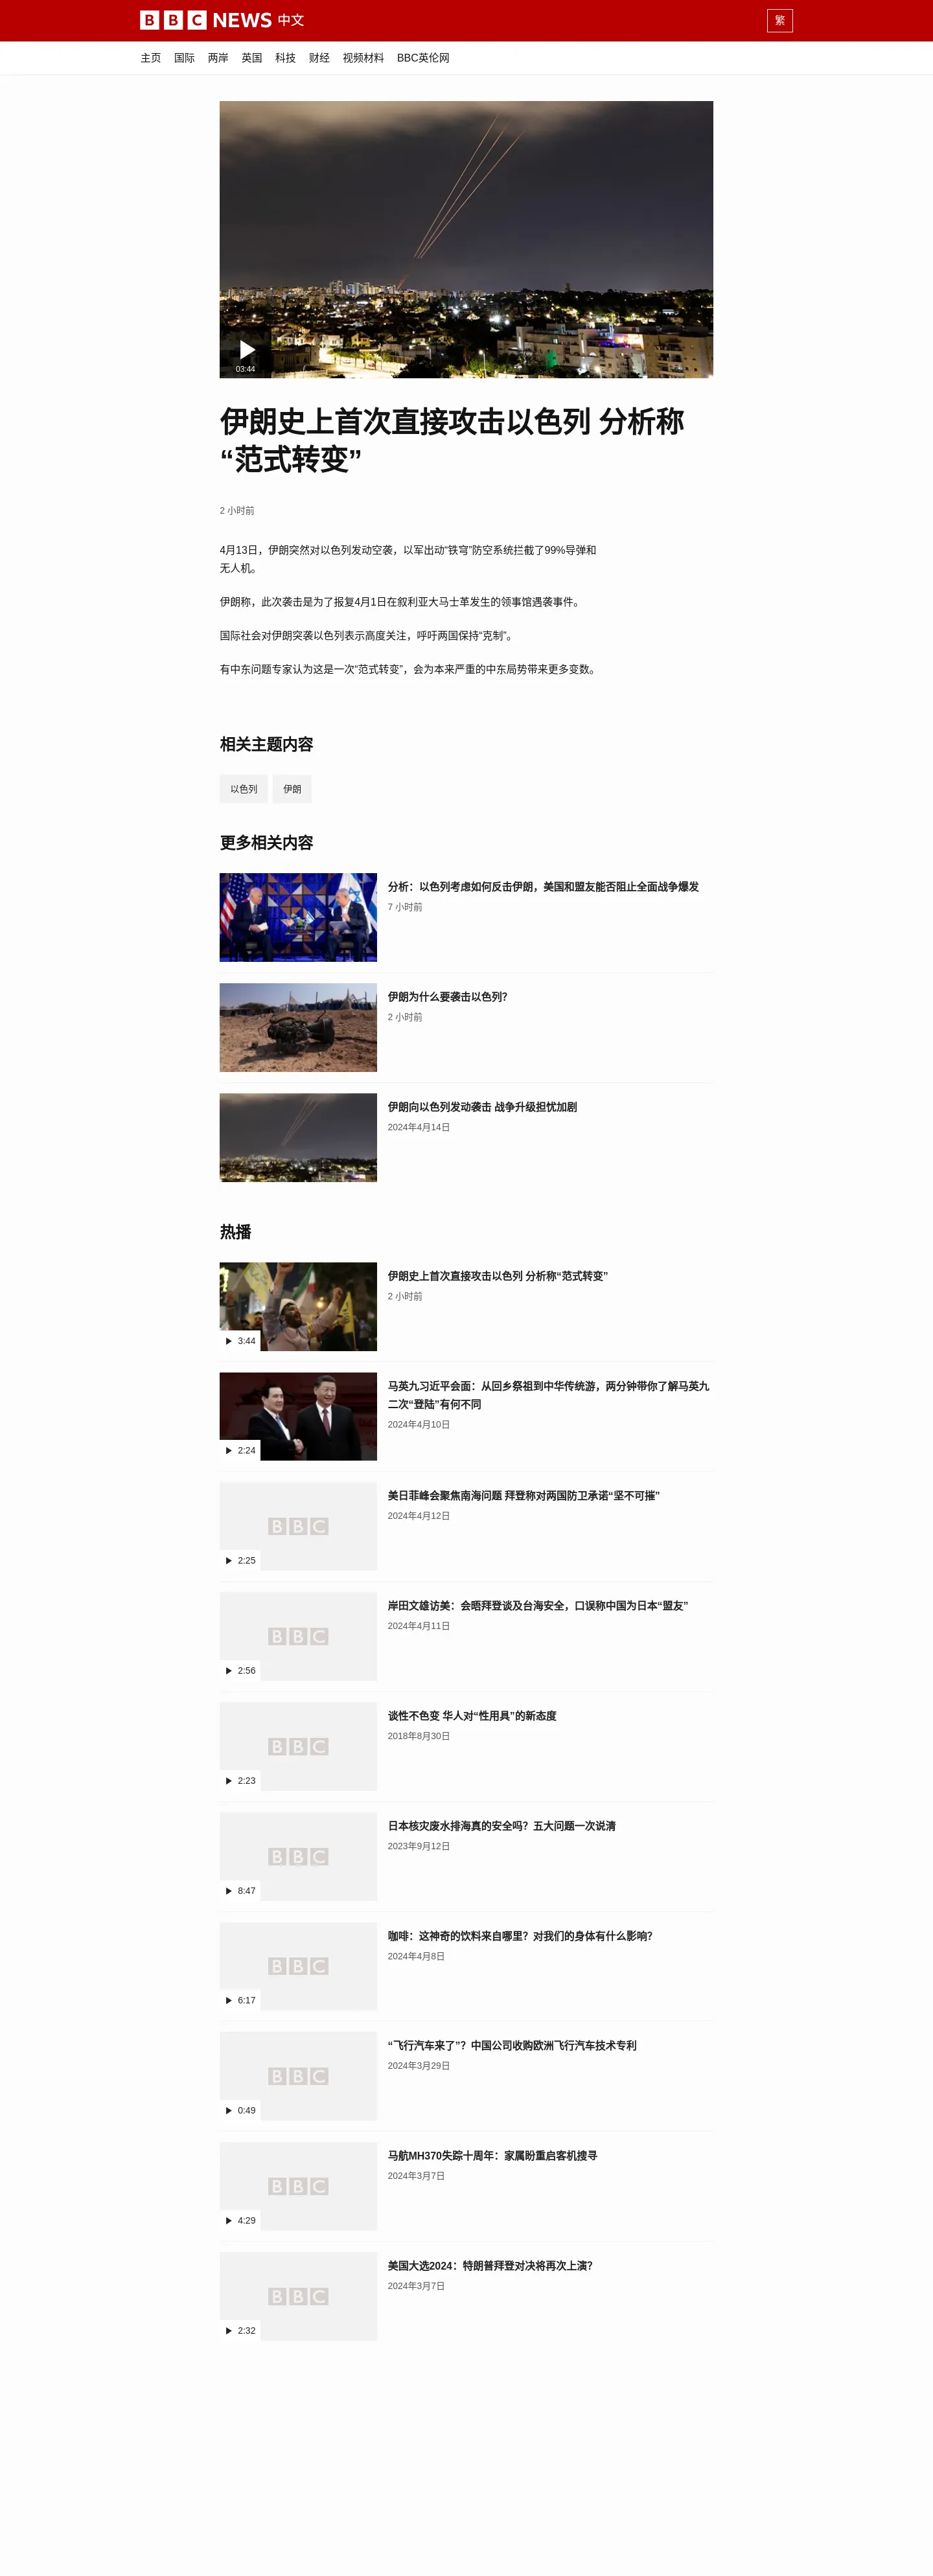 BBC NEWS 中文
繁
主页 国际 两岸 英国 科技 财经 视频材料 BBC英伦网
03:44
伊朗史上首次直接攻击以色列 分析称
“范式转变”
2 小时前
4月13日，伊朗突然对以色列发动空袭，以军出动“铁穹”防空系统拦截了99%导弹和
无人机。
伊朗称，此次袭击是为了报复4月1日在叙利亚大马士革发生的领事馆遇袭事件。
国际社会对伊朗突袭以色列表示高度关注，呼吁两国保持“克制”。
有中东问题专家认为这是一次“范式转变”，会为本来严重的中东局势带来更多变数。
相关主题内容
以色列 伊朗
更多相关内容
分析：以色列考虑如何反击伊朗，美国和盟友能否阻止全面战争爆发
7 小时前
伊朗为什么要袭击以色列？
2 小时前
伊朗向以色列发动袭击 战争升级担忧加剧
2024年4月14日
热播
伊朗史上首次直接攻击以色列 分析称“范式转变”
2 小时前
3:44
马英九习近平会面：从回乡祭祖到中华传统游，两分钟带你了解马英九
二次“登陆”有何不同
2024年4月10日
2:24
美日菲峰会聚焦南海问题 拜登称对两国防卫承诺“坚不可摧”
2024年4月12日
BBC
2:25
岸田文雄访美：会晤拜登谈及台海安全，口误称中国为日本“盟友”
2024年4月11日
BBC
2:56
谈性不色变 华人对“性用具”的新态度
2018年8月30日
BBC
2:23
日本核灾废水排海真的安全吗？五大问题一次说清
2023年9月12日
BBC
8:47
咖啡：这神奇的饮料来自哪里？对我们的身体有什么影响？
2024年4月8日
BBC
6:17
“飞行汽车来了”？中国公司收购欧洲飞行汽车技术专利
2024年3月29日
BBC
0:49
马航MH370失踪十周年：家属盼重启客机搜寻
2024年3月7日
BBC
4:29
美国大选2024：特朗普拜登对决将再次上演？
2024年3月7日
BBC
2:32